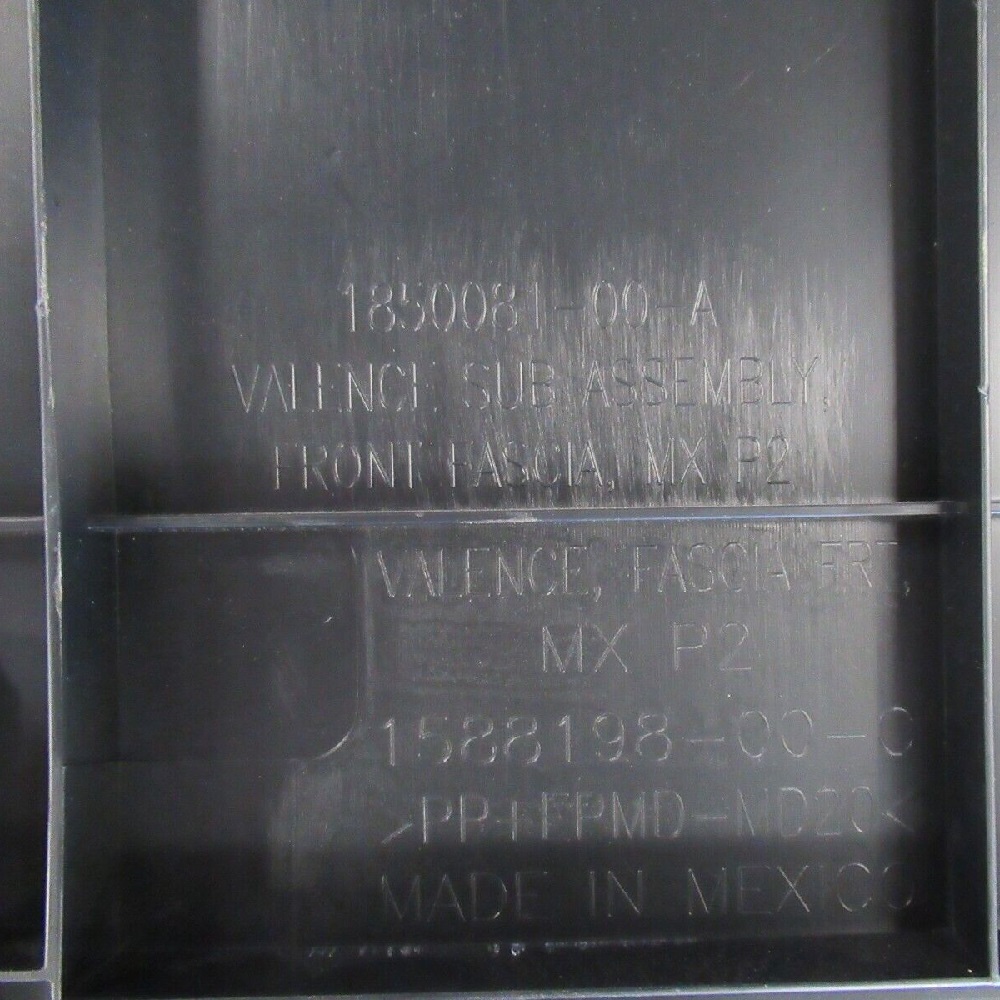 1850081-00-A
VALENCE SUB ASSEMBLY,
FRONT FASCIA, MX P2
VALENCE, FASCIA FRT,
MX P2
1588198-00-C
>PP+EPMD-MD20<
MADE IN MEXICO